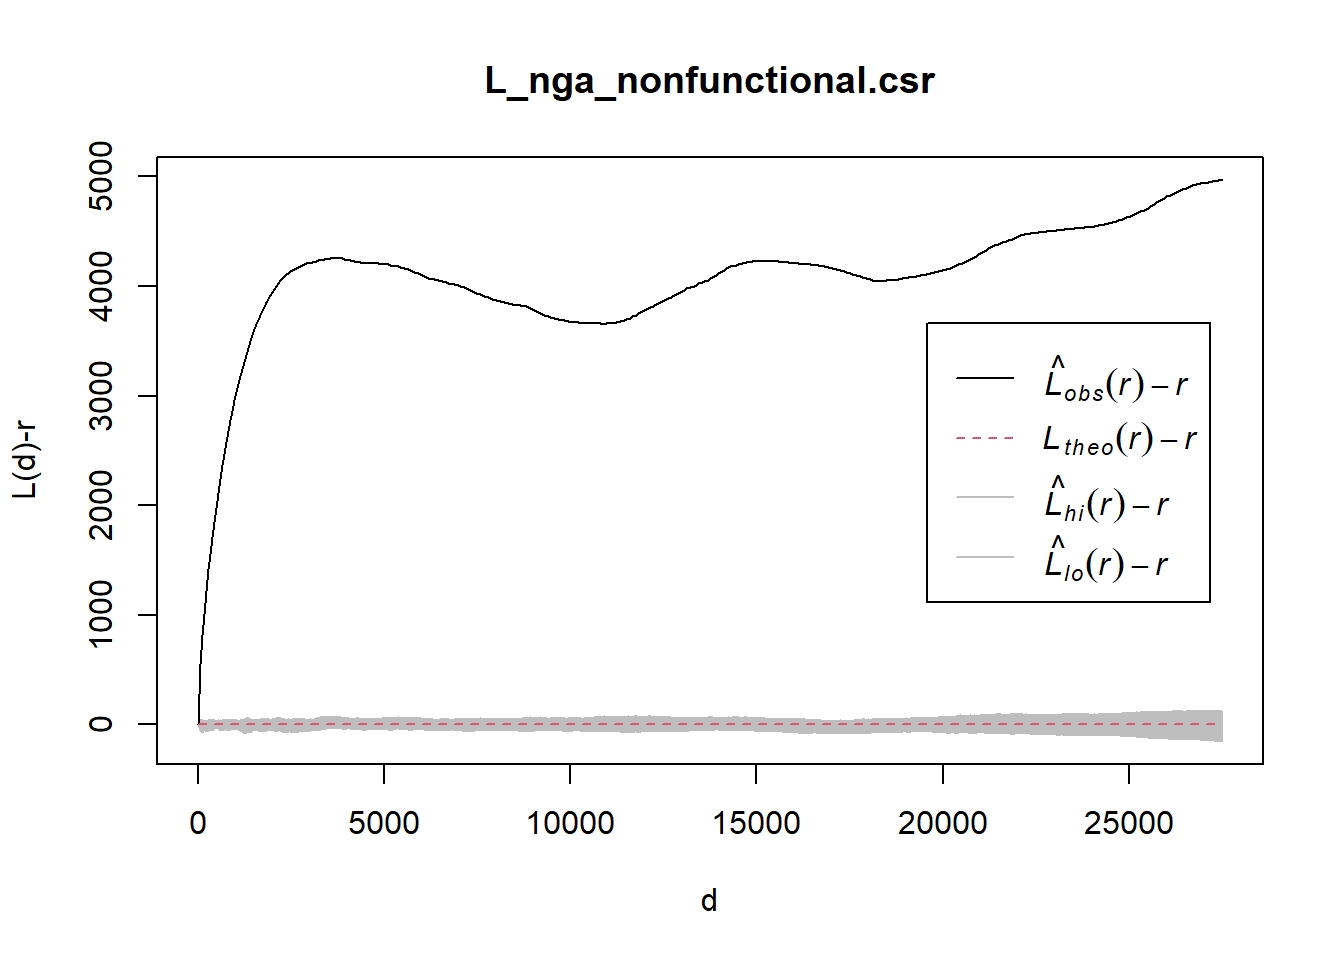 L_nga_nonfunctional.csr
L(d)-r
5000
4000
3000
2000
1000
0
L̂obs(r) − r
Ltheo(r) − r
L̂hi(r) − r
L̂lo(r) − r
0 5000 10000 15000 20000 25000
d